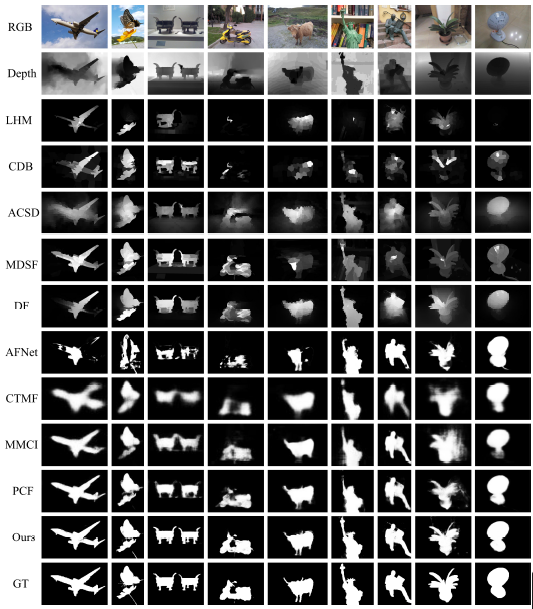 RGB
Depth
LHM
CDB
ACSD
MDSF
DF
AFNet
CTMF
MMCI
PCF
Ours
GT